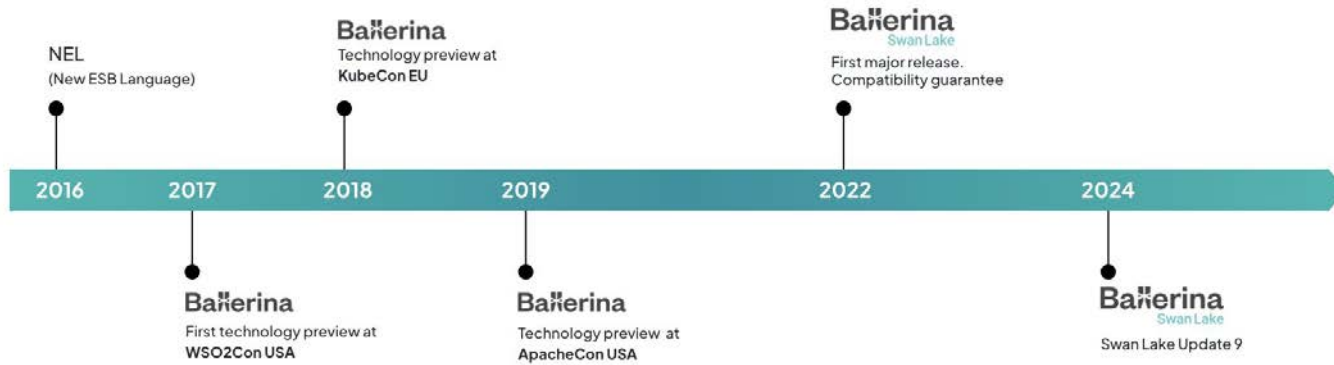 NEL
(New ESB Language)
Ballerina
Technology preview at
KubeCon EU
Ballerina
Swan Lake
First major release.
Compatibility guarantee
2016 2017 2018 2019 2022 2024
Ballerina
First technology preview at
WSO2Con USA
Ballerina
Technology preview at
ApacheCon USA
Ballerina
Swan Lake
Swan Lake Update 9